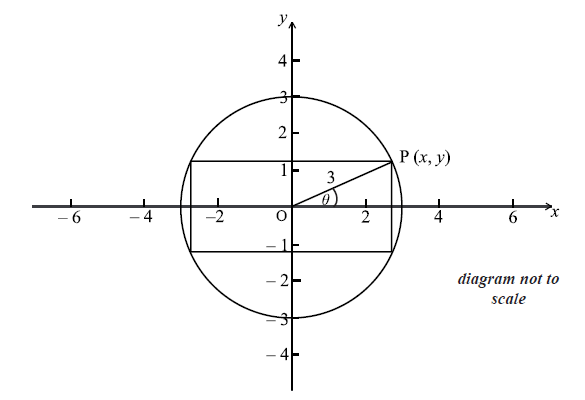 y
4
3
2
1
P (x, y)
3
θ
– 6
– 4
–2
O
2
4
6
x
– 1
– 2
– 3
– 4
diagram not to
scale